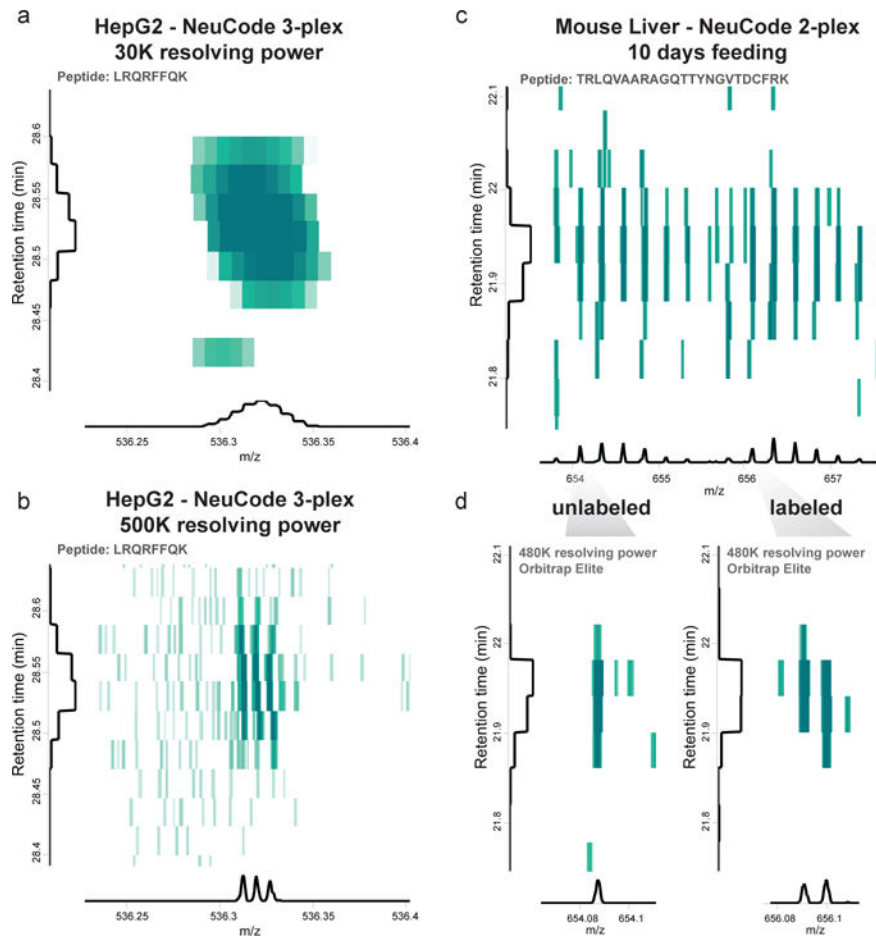 a
HepG2 - NeuCode 3-plex
30K resolving power
Peptide: LRQRFFQK
Retention time (min)
28.6
28.55
28.5
28.45
28.4
536.25
536.3
536.35
536.4
m/z
b
HepG2 - NeuCode 3-plex
500K resolving power
Peptide: LRQRFFQK
Retention time (min)
28.6
28.55
28.5
28.45
28.4
536.25
536.3
536.35
536.4
m/z
c
Mouse Liver - NeuCode 2-plex
10 days feeding
Peptide: TRLQVAARAGQTTYNGVTDCFRK
Retention time (min)
22.1
22
21.9
21.8
654
655
656
657
m/z
d
unlabeled
480K resolving power
Orbitrap Elite
Retention time (min)
22.1
22
21.9
21.8
654.08
654.1
m/z
labeled
480K resolving power
Orbitrap Elite
Retention time (min)
22.1
22
21.9
21.8
656.08
656.1
m/z